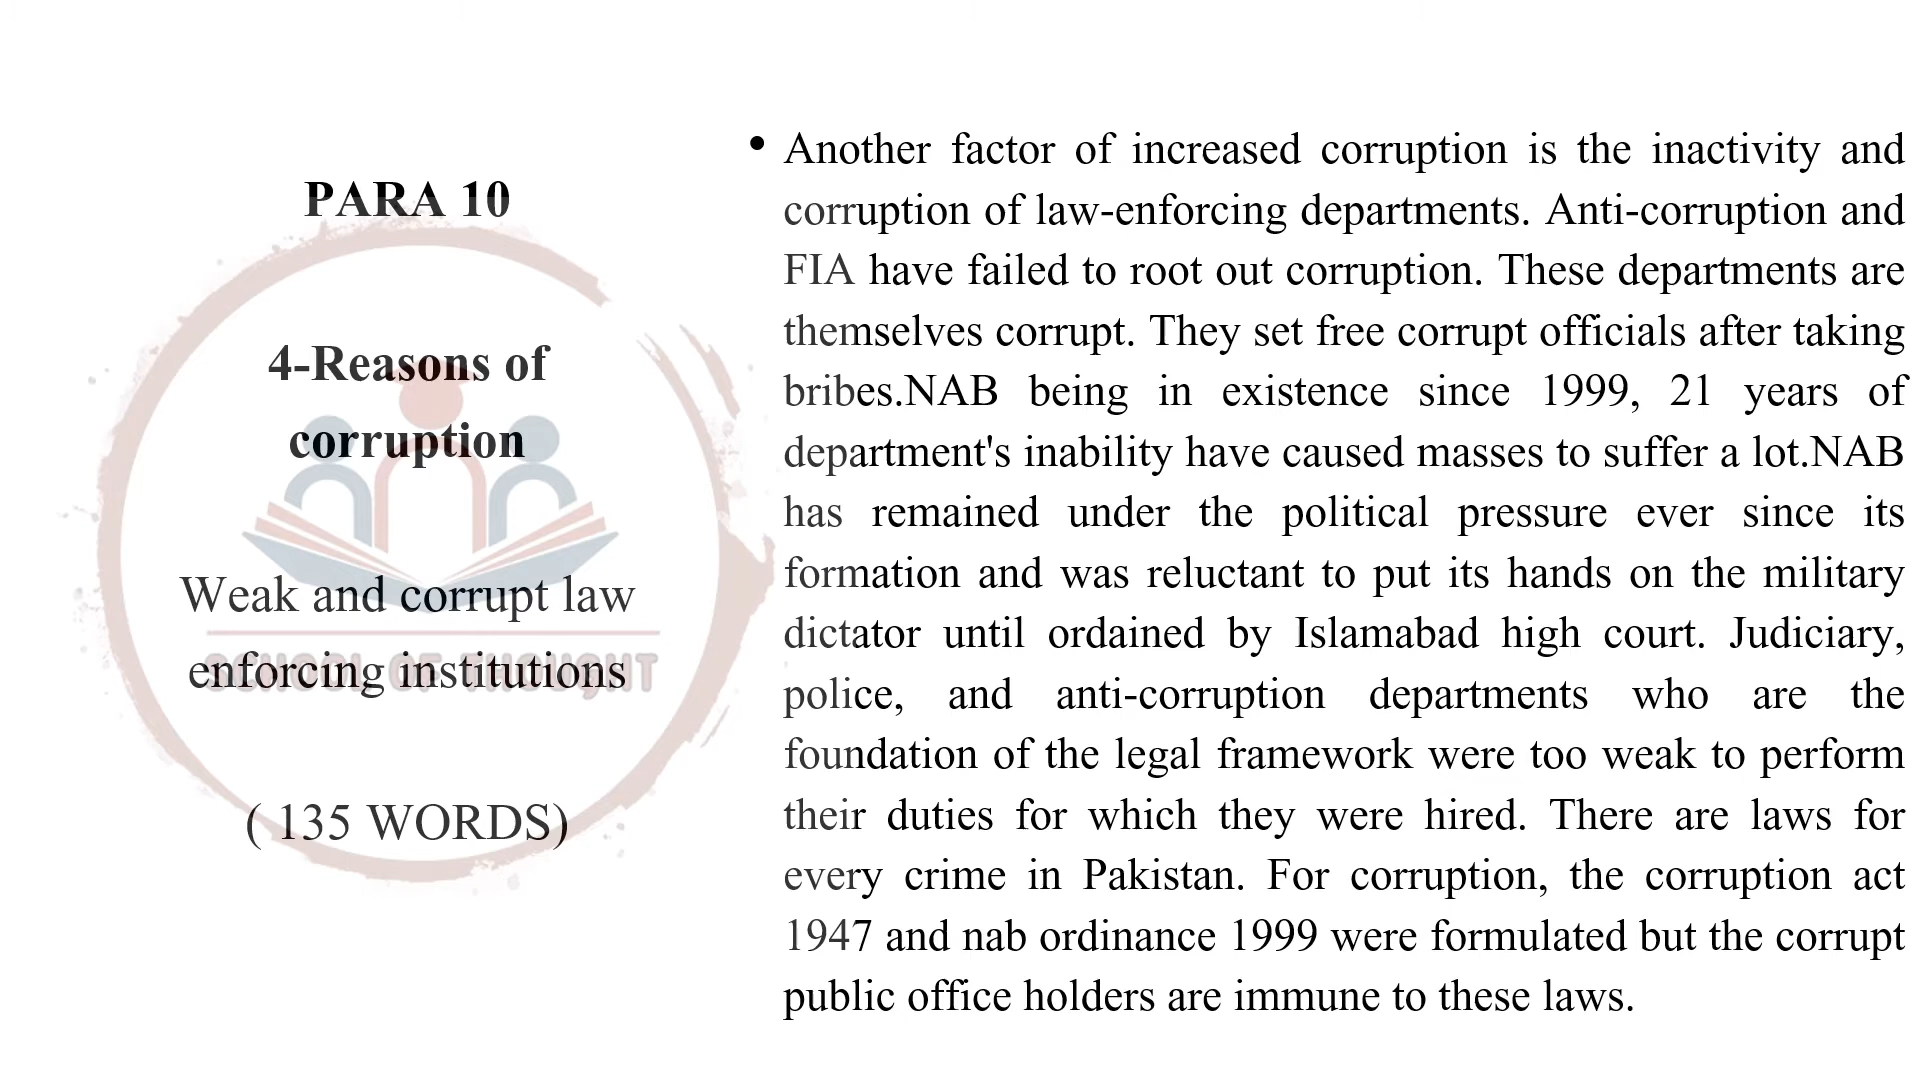 PARA 10
4-Reasons of
corruption
Weak and corrupt law
enforcing institutions
( 135 WORDS)
SCHOOL OF THOUGHT
• Another factor of increased corruption is the inactivity and
corruption of law-enforcing departments. Anti-corruption and
FIA have failed to root out corruption. These departments are
themselves corrupt. They set free corrupt officials after taking
bribes.NAB being in existence since 1999, 21 years of
department's inability have caused masses to suffer a lot.NAB
has remained under the political pressure ever since its
formation and was reluctant to put its hands on the military
dictator until ordained by Islamabad high court. Judiciary,
police, and anti-corruption departments who are the
foundation of the legal framework were too weak to perform
their duties for which they were hired. There are laws for
every crime in Pakistan. For corruption, the corruption act
1947 and nab ordinance 1999 were formulated but the corrupt
public office holders are immune to these laws.